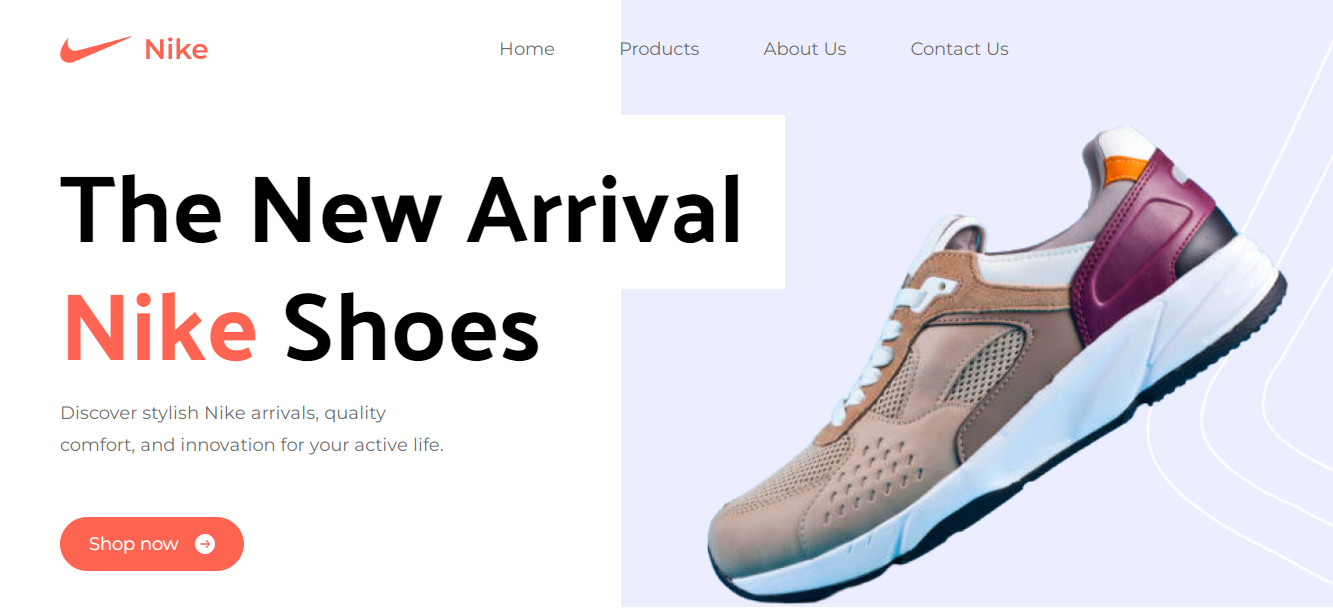 Nike
Home Products About Us Contact Us
The New Arrival
Nike Shoes
Discover stylish Nike arrivals, quality
comfort, and innovation for your active life.
Shop now